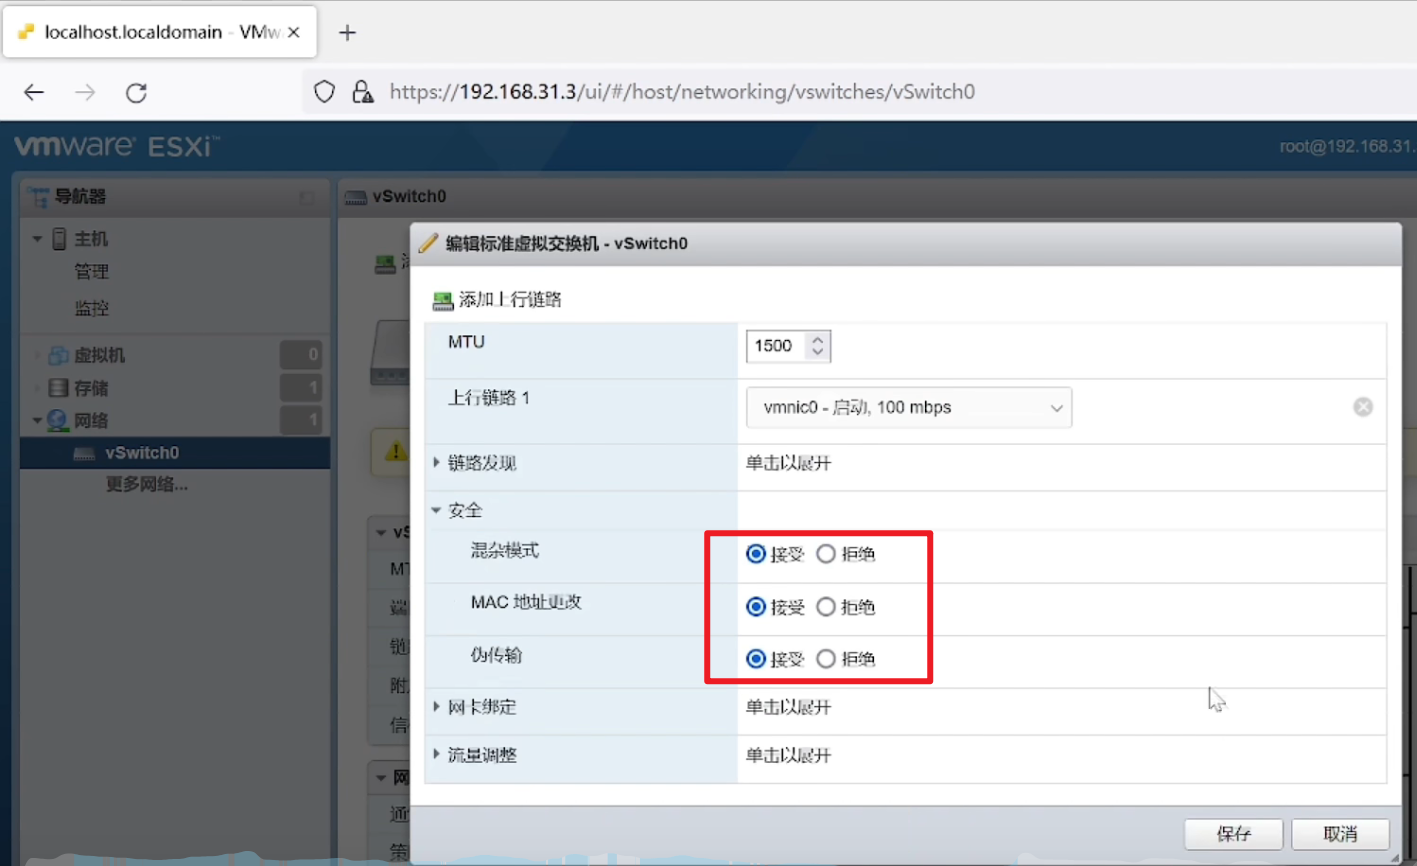 localhost.localdomain - VMw
https://192.168.31.3/ui/#/host/networking/vswitches/vSwitch0
vmware ESXi™
root@192.168.31.
导航器
vSwitch0
主机
管理
监控
虚拟机 0
存储 1
网络 1
vSwitch0
更多网络...
编辑标准虚拟交换机 - vSwitch0
添加上行链路
MTU 1500
上行链路 1 vmnic0 - 启动, 100 mbps
链路发现 单击以展开
安全
混杂模式 接受 拒绝
MAC 地址更改 接受 拒绝
伪传输 接受 拒绝
网卡绑定 单击以展开
流量调整 单击以展开
保存 取消